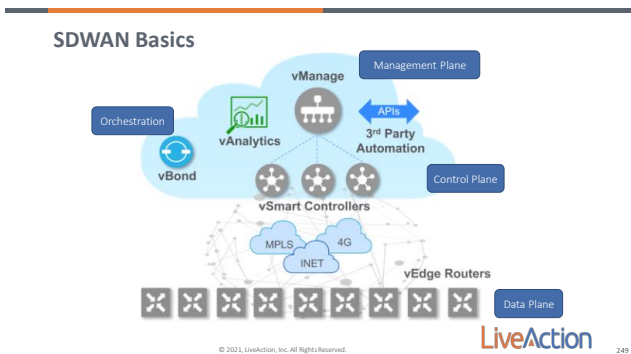 SDWAN Basics
vManage
Management Plane
Orchestration
APIs
vAnalytics
3rd Party
Automation
vBond
Control Plane
vSmart Controllers
MPLS
4G
INET
vEdge Routers
Data Plane
LiveAction
© 2021, LiveAction, Inc. All Rights Reserved.
249